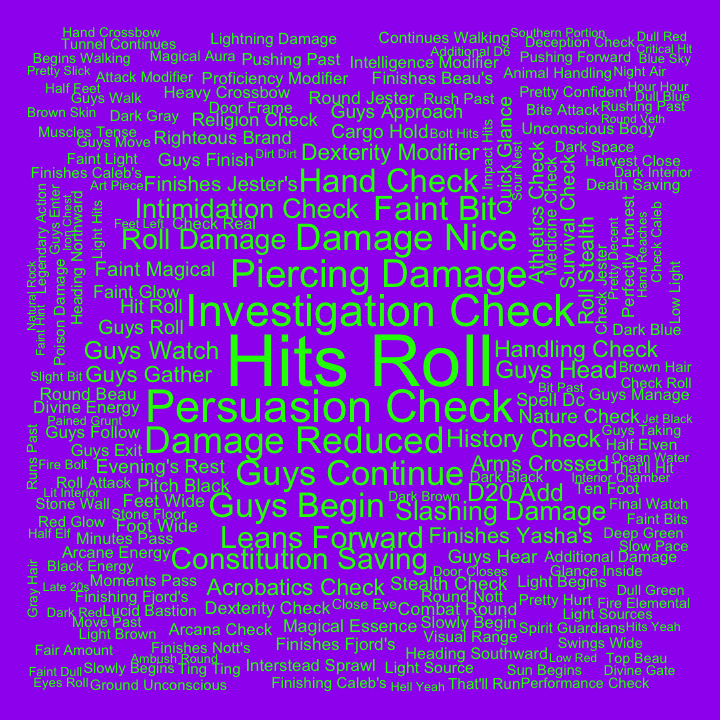 Hand Crossbow
Lightning Damage
Continues Walking
Southern Portion
Dull Red
Tunnel Continues
Additional D6
Deception Check
Critical Hit
Begins Walking
Magical Aura
Pushing Past
Intelligence Modifier
Pushing Forward
Blue Sky
Pretty Slick
Attack Modifier
Proficiency Modifier
Finishes Beau's
Animal Handling
Night Air
Half Feet
Guys Walk
Heavy Crossbow
Round Jester
Rush Past
Pretty Confident
Hour Hour
Dull Blue
Brown Skin
Dark Gray
Door Frame
Religion Check
Guys Approach
Quick Glance
Bite Attack
Rushing Past
Round Veth
Muscles Tense
Righteous Brand
Cargo Hold
Bolt Hits
Impact Hits
Unconscious Body
Guys Move
Dark Space
Faint Light
Guys Finish
Dirt Dirt
Dexterity Modifier
Sour Nest
Athletics Check
Medicine Check
Survival Check
Harvest Close
Finishes Caleb's
Art Piece
Finishes Jester's
Hand Check
Dark Interior
Death Saving
Legendary Action
Guys Enter
Iron Chest
Heading Northward
Light Hits
Intimidation Check
Faint Bit
Roll Stealth
Check Jester
Pretty Decent
Perfectly Honest
Hand Reaches
Check Caleb
Feet Left
Check Real
Roll Damage
Damage Nice
Natural Rock
Faint Hint
Poison Damage
Faint Magical
Piercing Damage
Low Light
Faint Glow
Hit Roll
Investigation Check
Guys Roll
Dark Blue
Guys Watch
Hits Roll
Handling Check
Slight Bit
Guys Gather
Guys Head
Brown Hair
Check Roll
Round Beau
Bit Past
Guys Manage
Divine Energy
Persuasion Check
Spell Dc
Pained Grunt
Nature Check
Jet Black
Runs Past
Guys Follow
Damage Reduced
History Check
Guys Taking
Guys Exit
Half Elven
Fire Bolt
Evening's Rest
Arms Crossed
Ocean Water
That'll Hit
Roll Attack
Pitch Black
Guys Continue
Dark Black
Interior Chamber
Lit Interior
Feet Wide
Dark Brown
D20 Add
Ten Foot
Stone Wall
Stone Floor
Guys Begin
Slashing Damage
Final Watch
Red Glow
Foot Wide
Faint Bits
Half Elf
Minutes Pass
Leans Forward
Finishes Yasha's
Deep Green
Slow Pace
Arcane Energy
Constitution Saving
Guys Hear
Additional Damage
Black Energy
Door Closes
Glance Inside
Gray Hair
Late 20s
Moments Pass
Acrobatics Check
Stealth Check
Light Begins
Dull Green
Finishing Fjord's
Round Nott
Pretty Hurt
Fire Elemental
Dark Red
Lucid Bastion
Dexterity Check
Close Eye
Combat Round
Light Sources
Move Past
Slowly Begin
Spirit Guardians
Hits Yeah
Light Brown
Arcana Check
Magical Essence
Visual Range
Fair Amount
Finishes Nott's
Finishes Fjord's
Swings Wide
Ambush Round
Heading Southward
Low Red
Top Beau
Faint Dull
Slowly Begins
Ting Ting
Interstead Sprawl
Light Source
Sun Begins
Divine Gate
Eyes Roll
Ground Unconscious
Finishing Caleb's
Hell Yeah
That'll Run
Performance Check